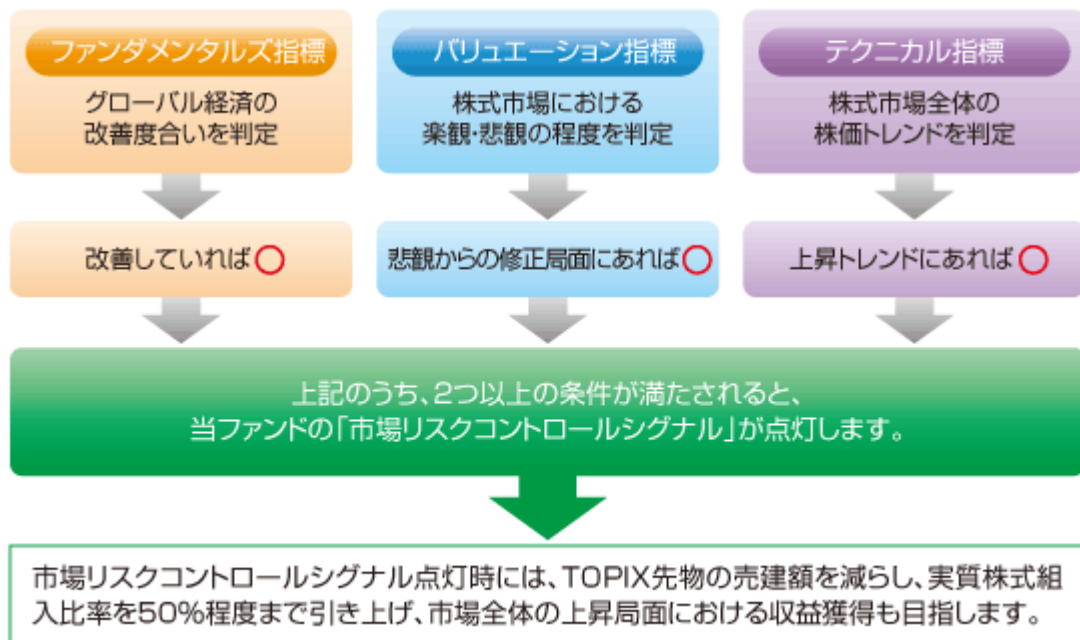 ファンダメンタルズ指標
グローバル経済の
改善度合いを判定
バリュエーション指標
株式市場における
楽観・悲観の程度を判定
テクニカル指標
株式市場全体の
株価トレンドを判定
改善していれば○
悲観からの修正局面にあれば○
上昇トレンドにあれば○
上記のうち、2つ以上の条件が満たされると、
当ファンドの「市場リスクコントロールシグナル」が点灯します。
市場リスクコントロールシグナル点灯時には、TOPIX先物の売建額を減らし、実質株式組
入比率を50%程度まで引き上げ、市場全体の上昇局面における収益獲得も目指します。